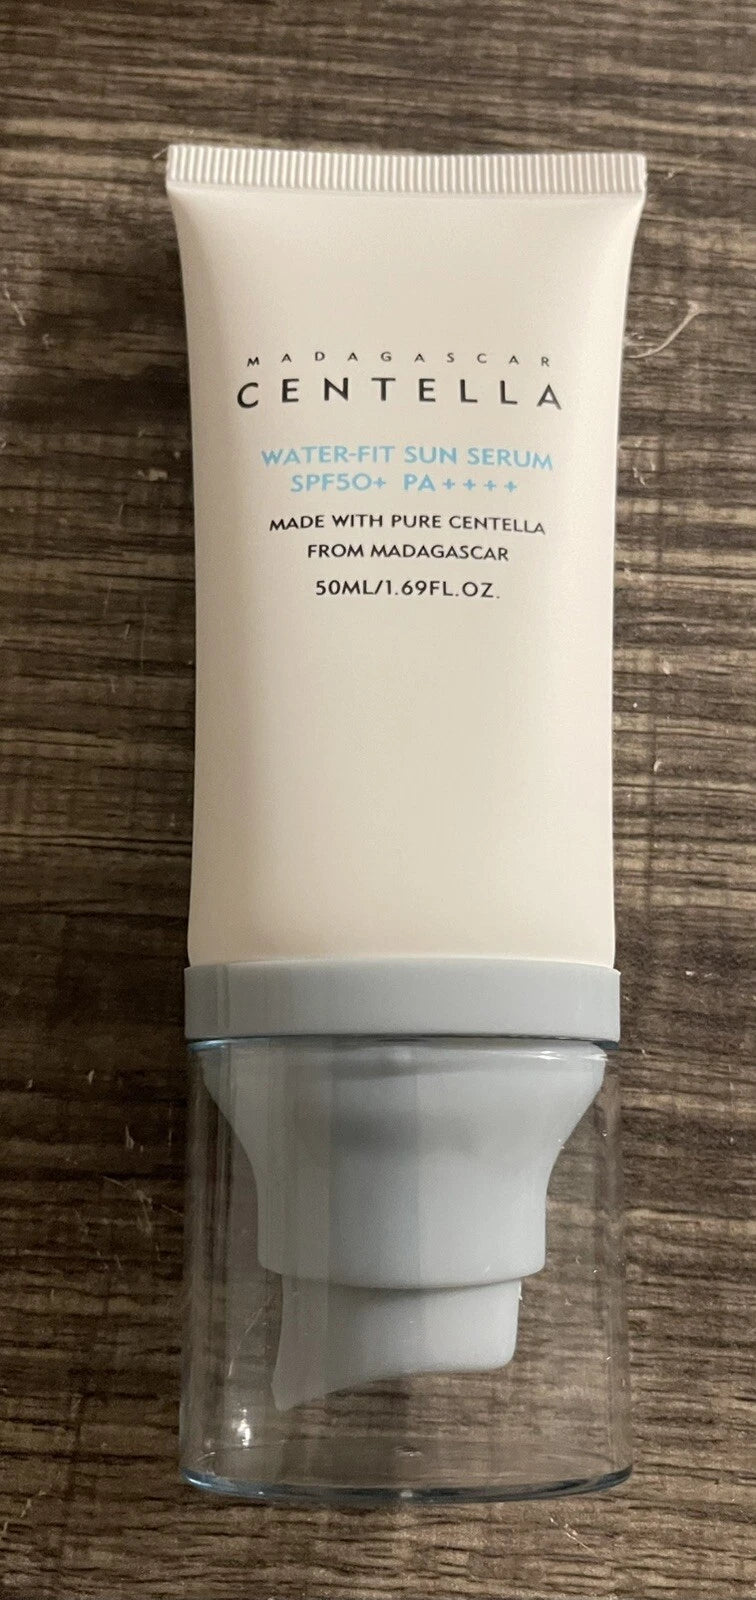 MADAGASCAR
CENTELLA
WATER-FIT SUN SERUM
SPF50+ PA++++
MADE WITH PURE CENTELLA
FROM MADAGASCAR
50ML/1.69FL.OZ.